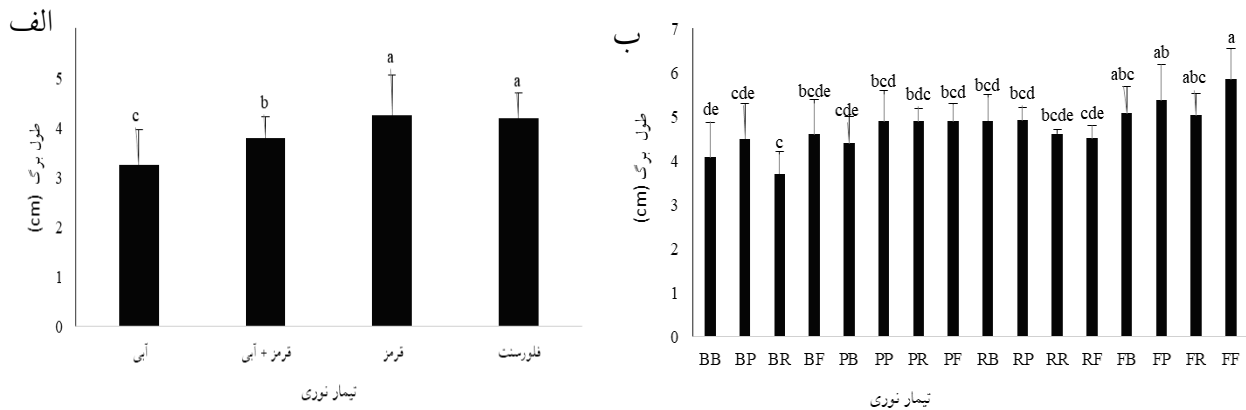 الف
طول برگ (cm)
5
4
3
2
1
0
c
b
a
a
آبی
قرمز + آبی
قرمز
فلورسنت
تیمار نوری
ب
طول برگ (cm)
7
6
5
4
3
2
1
0
de
cde
c
bcde
cde
bcd
bdc
bcd
bcd
bcd
bcde
cde
abc
ab
abc
a
BB BP BR BF PB PP PR PF RB RP RR RF FB FP FR FF
تیمار نوری